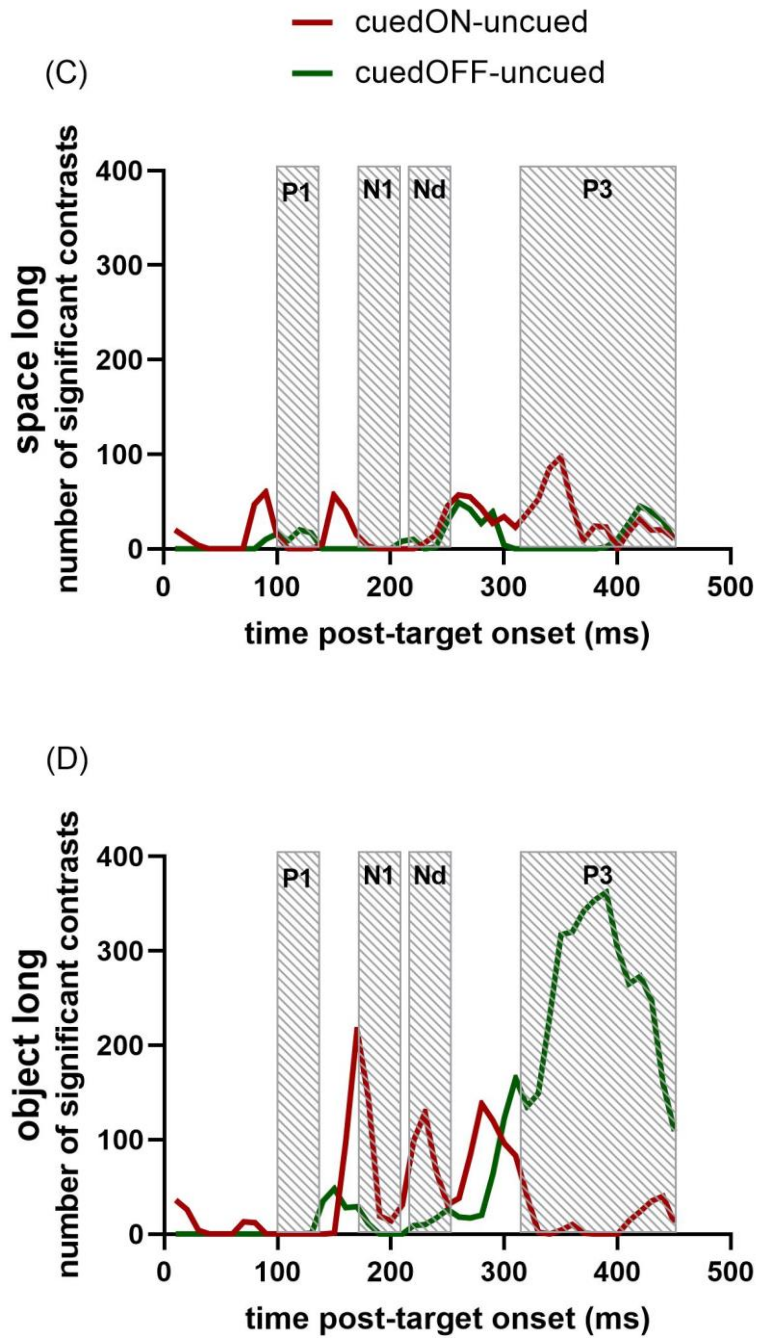 cuedON-uncued
cuedOFF-uncued
(C)
space long
number of significant contrasts
400
300
200
100
0
P1
N1
Nd
P3
0
100
200
300
400
500
time post-target onset (ms)
(D)
object long
number of significant contrasts
400
300
200
100
0
P1
N1
Nd
P3
0
100
200
300
400
500
time post-target onset (ms)